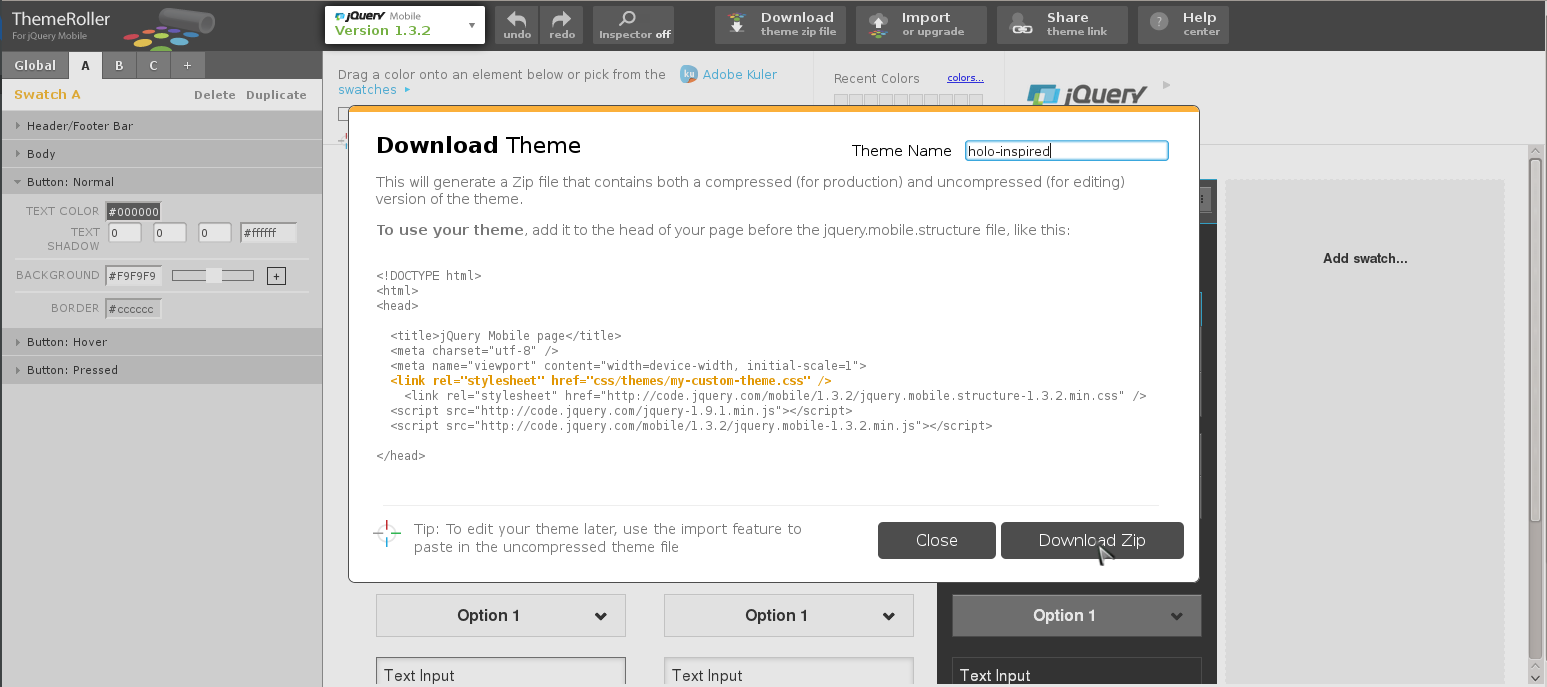 ThemeRoller
For jQuery Mobile
jQuery Mobile
Version 1.3.2
undo
redo
Inspector off
Download
theme zip file
Import
or upgrade
Share
theme link
Help
center
Global
A
B
C
+
Swatch A
Delete
Duplicate
Header/Footer Bar
Body
Button: Normal
TEXT COLOR
#000000
TEXT
SHADOW
0
0
0
#ffffff
BACKGROUND
#F9F9F9
+
BORDER
#cccccc
Button: Hover
Button: Pressed
Drag a color onto an element below or pick from the
swatches
ku
Adobe Kuler
Recent Colors
colors...
jQuery
Download Theme
Theme Name
holo-inspired
This will generate a Zip file that contains both a compressed (for production) and uncompressed (for editing)
version of the theme.
To use your theme, add it to the head of your page before the jquery.mobile.structure file, like this:
<!DOCTYPE html>
<html>
<head>
<title>jQuery Mobile page</title>
<meta charset="utf-8" />
<meta name="viewport" content="width=device-width, initial-scale=1">
<link rel="stylesheet" href="css/themes/my-custom-theme.css" />
<link rel="stylesheet" href="http://code.jquery.com/mobile/1.3.2/jquery.mobile.structure-1.3.2.min.css" />
<script src="http://code.jquery.com/jquery-1.9.1.min.js"></script>
<script src="http://code.jquery.com/mobile/1.3.2/jquery.mobile-1.3.2.min.js"></script>
</head>
Tip: To edit your theme later, use the import feature to
paste in the uncompressed theme file
Close
Download Zip
Add swatch...
Option 1
Option 1
Option 1
Text Input
Text Input
Text Input